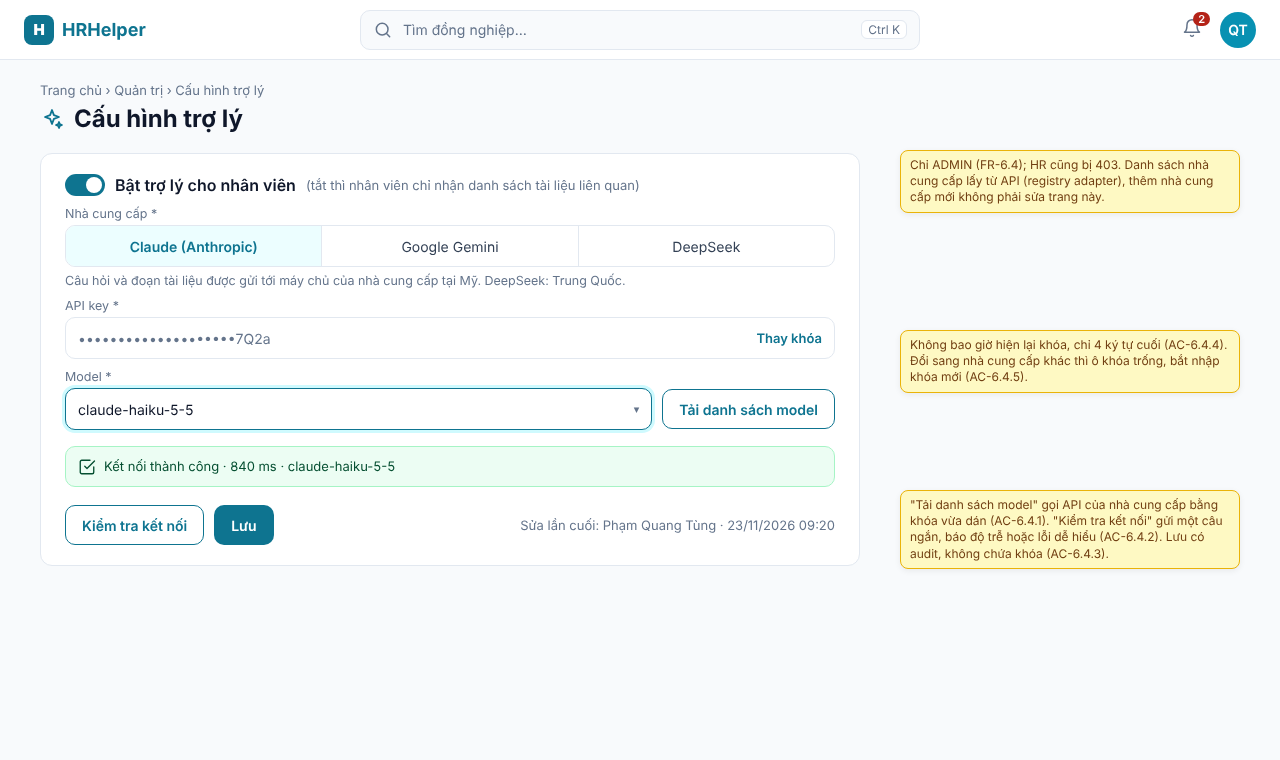 H HRHelper
Tìm đồng nghiệp...
Ctrl K
2
QT
Trang chủ › Quản trị › Cấu hình trợ lý
Cấu hình trợ lý
Bật trợ lý cho nhân viên (tắt thì nhân viên chỉ nhận danh sách tài liệu liên quan)
Nhà cung cấp *
Claude (Anthropic)
Google Gemini
DeepSeek
Câu hỏi và đoạn tài liệu được gửi tới máy chủ của nhà cung cấp tại Mỹ. DeepSeek: Trung Quốc.
API key *
••••••••••••••••••••7Q2a
Thay khóa
Model *
claude-haiku-5-5
Tải danh sách model
Kết nối thành công · 840 ms · claude-haiku-5-5
Kiểm tra kết nối
Lưu
Sửa lần cuối: Phạm Quang Tùng · 23/11/2026 09:20
Chỉ ADMIN (FR-6.4); HR cũng bị 403. Danh sách nhà
cung cấp lấy từ API (registry adapter), thêm nhà cung
cấp mới không phải sửa trang này.
Không bao giờ hiện lại khóa, chỉ 4 ký tự cuối (AC-6.4.4).
Đổi sang nhà cung cấp khác thì ô khóa trống, bắt nhập
khóa mới (AC-6.4.5).
"Tải danh sách model" gọi API của nhà cung cấp bằng
khóa vừa dán (AC-6.4.1). "Kiểm tra kết nối" gửi một câu
ngắn, báo độ trễ hoặc lỗi dễ hiểu (AC-6.4.2). Lưu có
audit, không chứa khóa (AC-6.4.3).